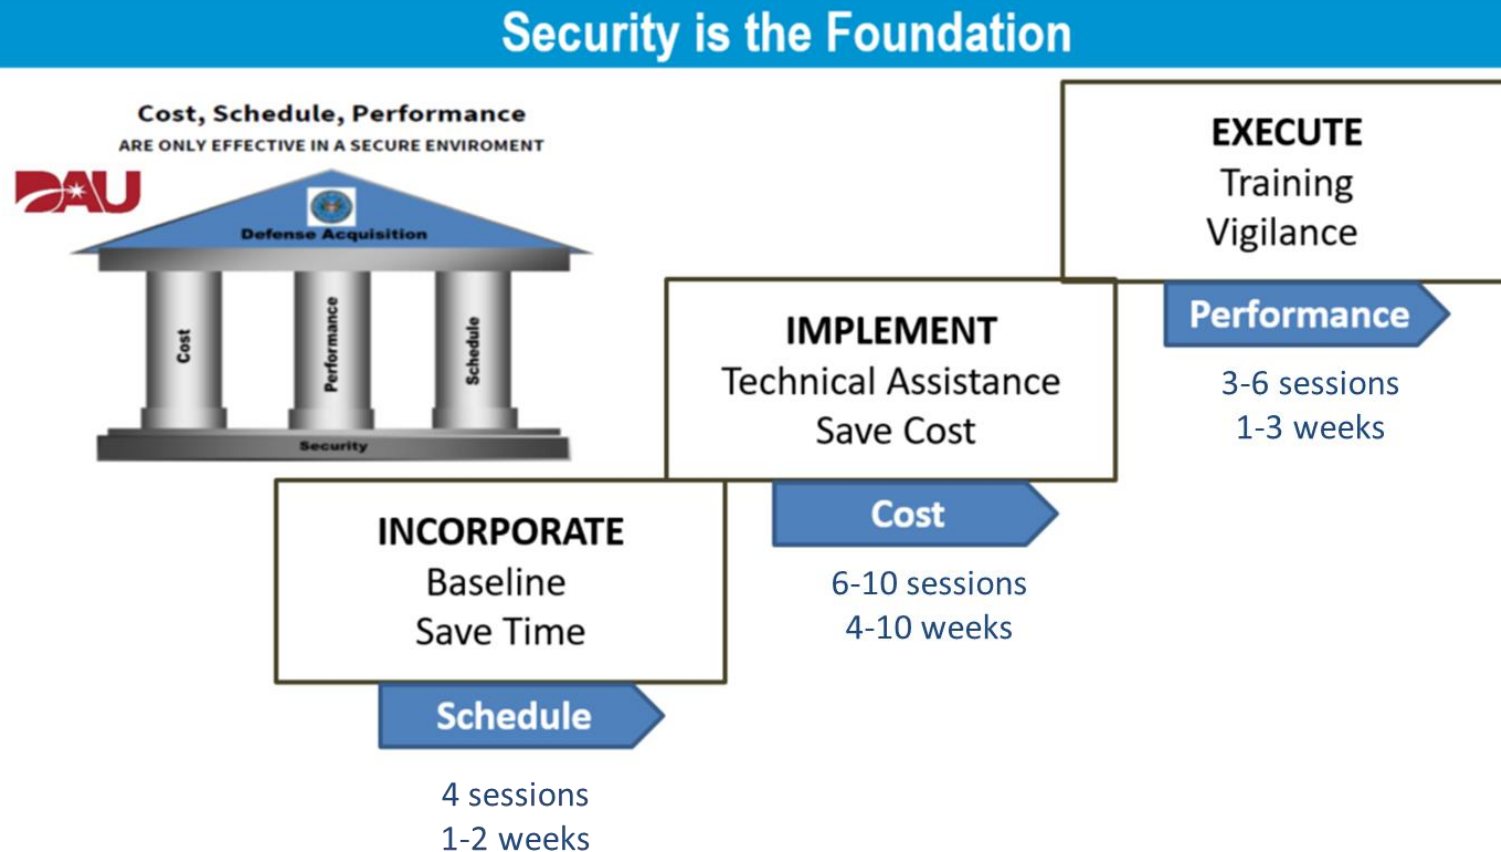 Security is the Foundation
Cost, Schedule, Performance
ARE ONLY EFFECTIVE IN A SECURE ENVIROMENT
DAU
Defense Acquisition
Cost
Performance
Schedule
Security
INCORPORATE
Baseline
Save Time
Schedule
4 sessions
1-2 weeks
IMPLEMENT
Technical Assistance
Save Cost
Cost
6-10 sessions
4-10 weeks
EXECUTE
Training
Vigilance
Performance
3-6 sessions
1-3 weeks